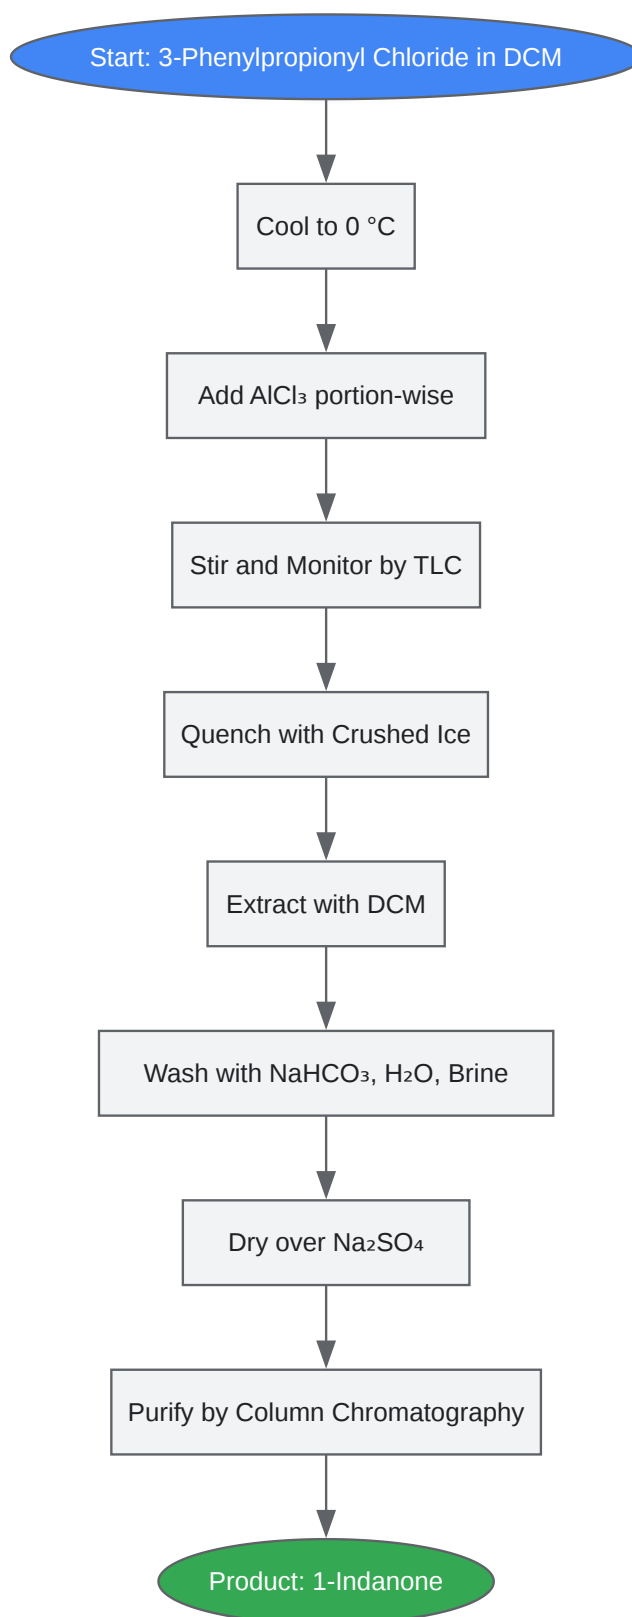 Start: 3-Phenylpropionyl Chloride in DCM
Cool to 0 °C
Add AlCl₃ portion-wise
Stir and Monitor by TLC
Quench with Crushed Ice
Extract with DCM
Wash with NaHCO₃, H₂O, Brine
Dry over Na₂SO₄
Purify by Column Chromatography
Product: 1-Indanone